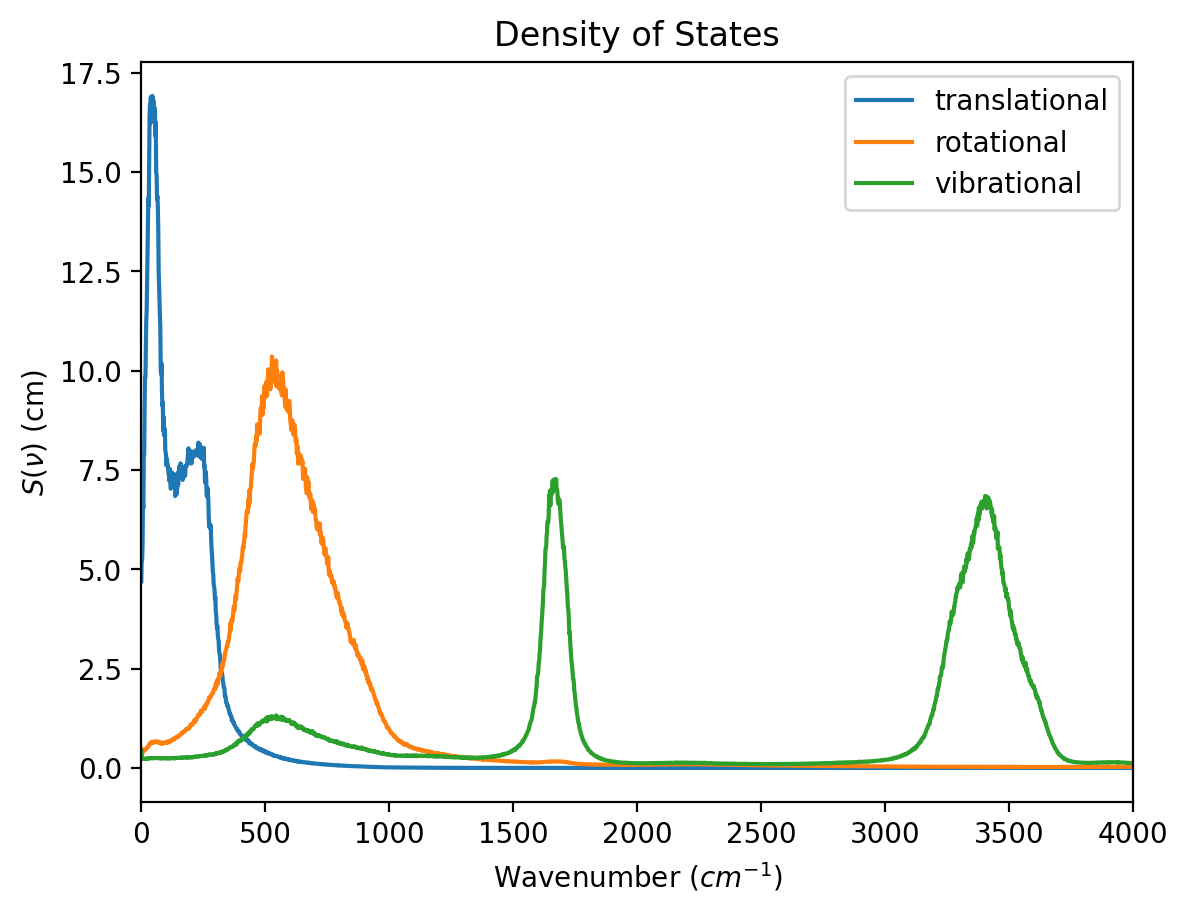 Density of States
17.5
15.0
12.5
10.0
7.5
5.0
2.5
0.0
S(ν) (cm)
translational
rotational
vibrational
0 500 1000 1500 2000 2500 3000 3500 4000
Wavenumber (cm⁻¹)